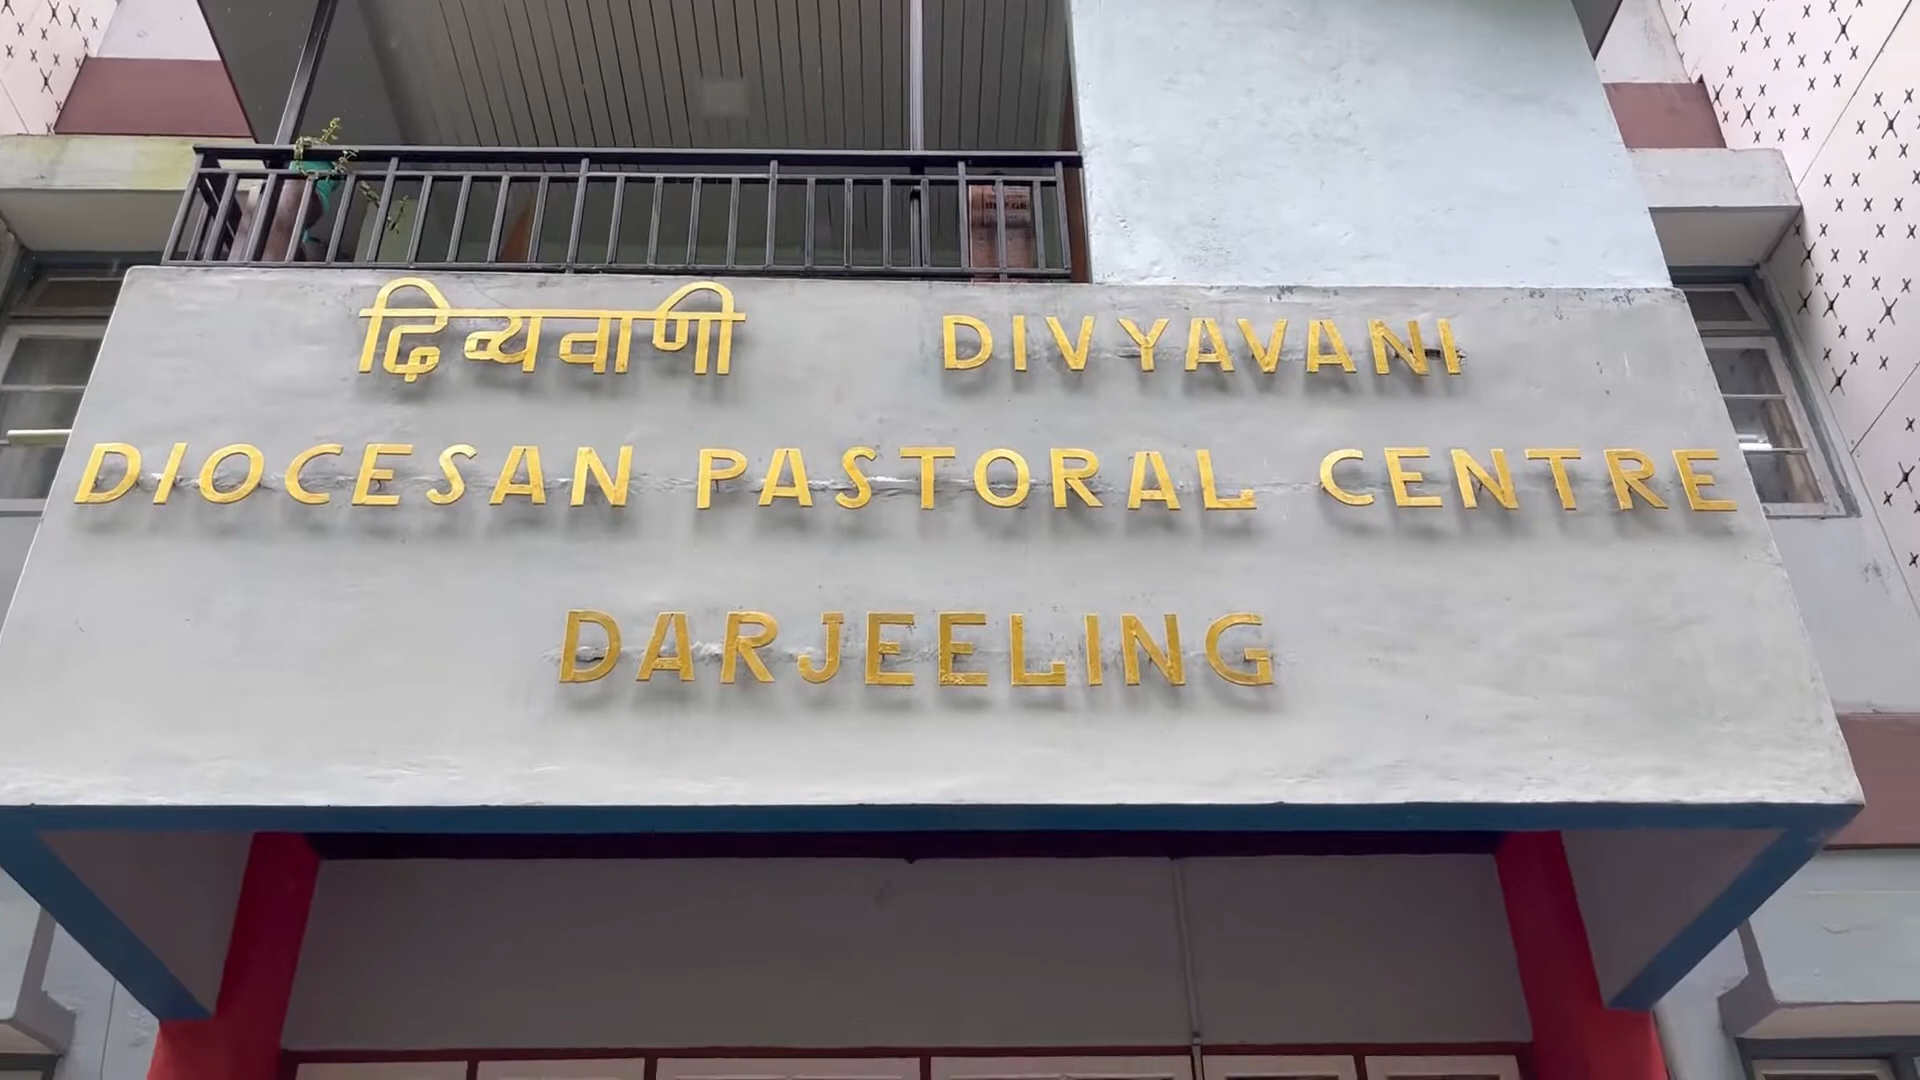 दिव्यवाणी DIVYAVANI
DIOCESAN PASTORAL CENTRE
DARJEELING